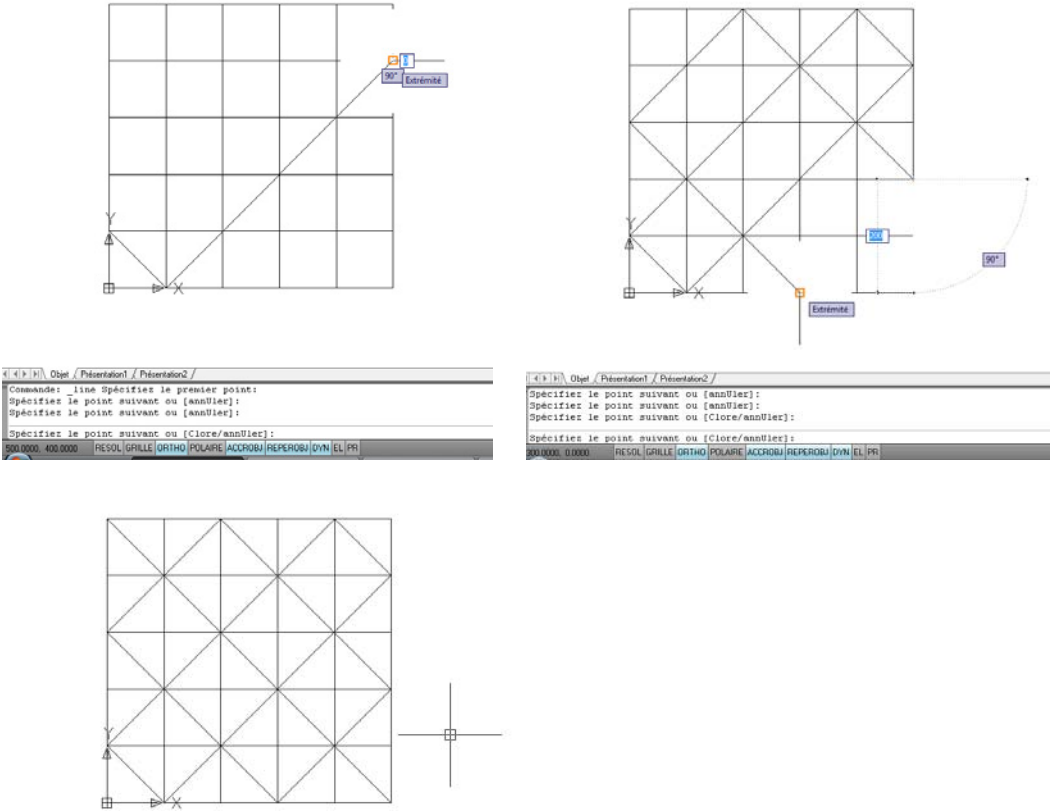 90°
Extrémité
Y
X
Y
X
90°
Extrémité
Objet Présentation1 Présentation2
Commande: _line Spécifiez le premier point:
Spécifiez le point suivant ou [annUler]:
Spécifiez le point suivant ou [annUler]:
Spécifiez le point suivant ou [Clore/annUler]:
500.0000, 400.0000 RESOL GRILLE ORTHO POLAIRE ACCROBJ REPEROBJ DYN EL PR
Objet Présentation1 Présentation2
Spécifiez le point suivant ou [annUler]:
Spécifiez le point suivant ou [annUler]:
Spécifiez le point suivant ou [Clore/annUler]:
Spécifiez le point suivant ou [Clore/annUler]:
300.0000, 0.0000 RESOL GRILLE ORTHO POLAIRE ACCROBJ REPEROBJ DYN EL PR
Y
X